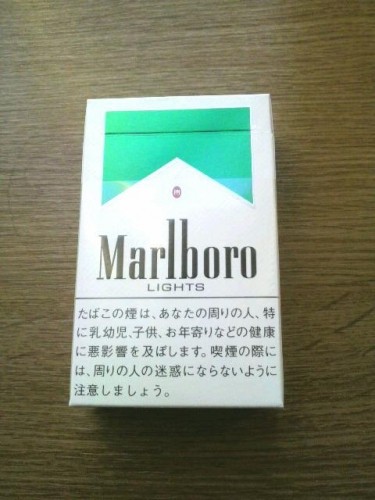 Marlboro
LIGHTS
たばこの煙は、あなたの周りの人、特
に乳幼児、子供、お年寄りなどの健康
に悪影響を及ぼします。喫煙の際に
は、周りの人の迷惑にならないように
注意しましょう。